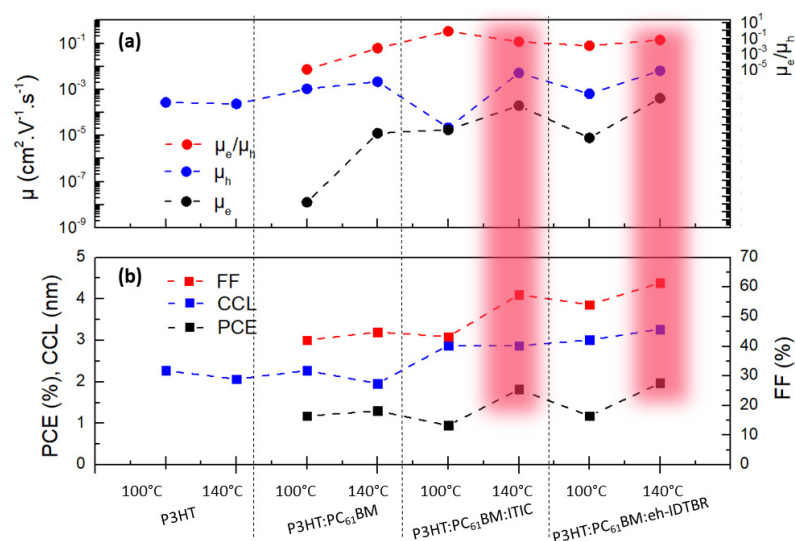 (a)
μ (cm².V⁻¹.s⁻¹)
10⁻¹
10⁻³
10⁻⁵
10⁻⁷
10⁻⁹
μₑ/μₕ
μₕ
μₑ
10¹
10⁻¹
10⁻³
10⁻⁵
μₑ/μₕ
(b)
PCE (%), CCL (nm)
5
4
3
2
1
0
FF
CCL
PCE
70
60
50
40
30
20
10
0
FF (%)
100°C 140°C 100°C 140°C 100°C 140°C 100°C 140°C
P3HT P3HT:PC₆₁BM P3HT:PC₆₁BM:ITIC P3HT:PC₆₁BM:eh-IDTBR